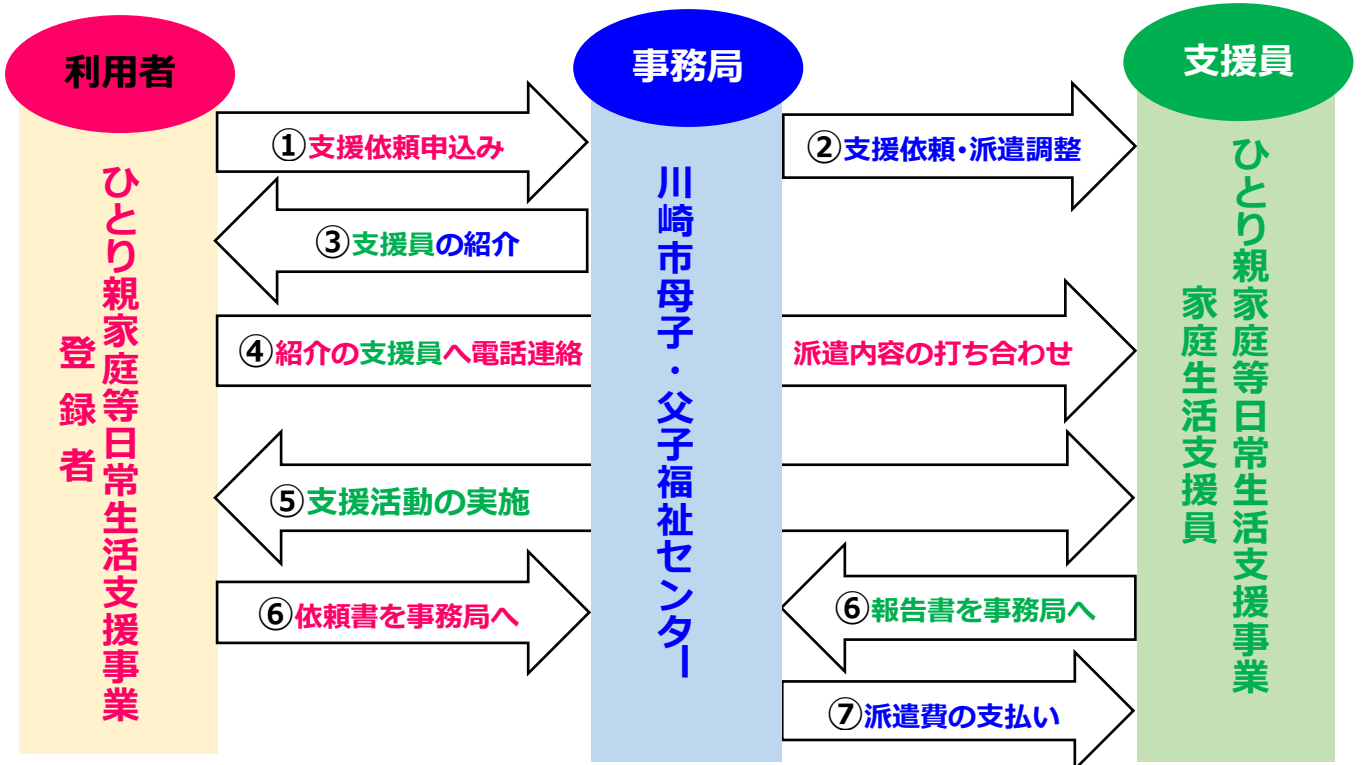 利用者
事務局
支援員
①支援依頼申込み
②支援依頼・派遣調整
③支援員の紹介
④紹介の支援員へ電話連絡
派遣内容の打ち合わせ
⑤支援活動の実施
⑥依頼書を事務局へ
⑥報告書を事務局へ
⑦派遣費の支払い
ひとり親家庭等日常生活支援事業
登録者
川崎市母子・父子福祉センター
ひとり親家庭等日常生活支援事業
家庭生活支援員